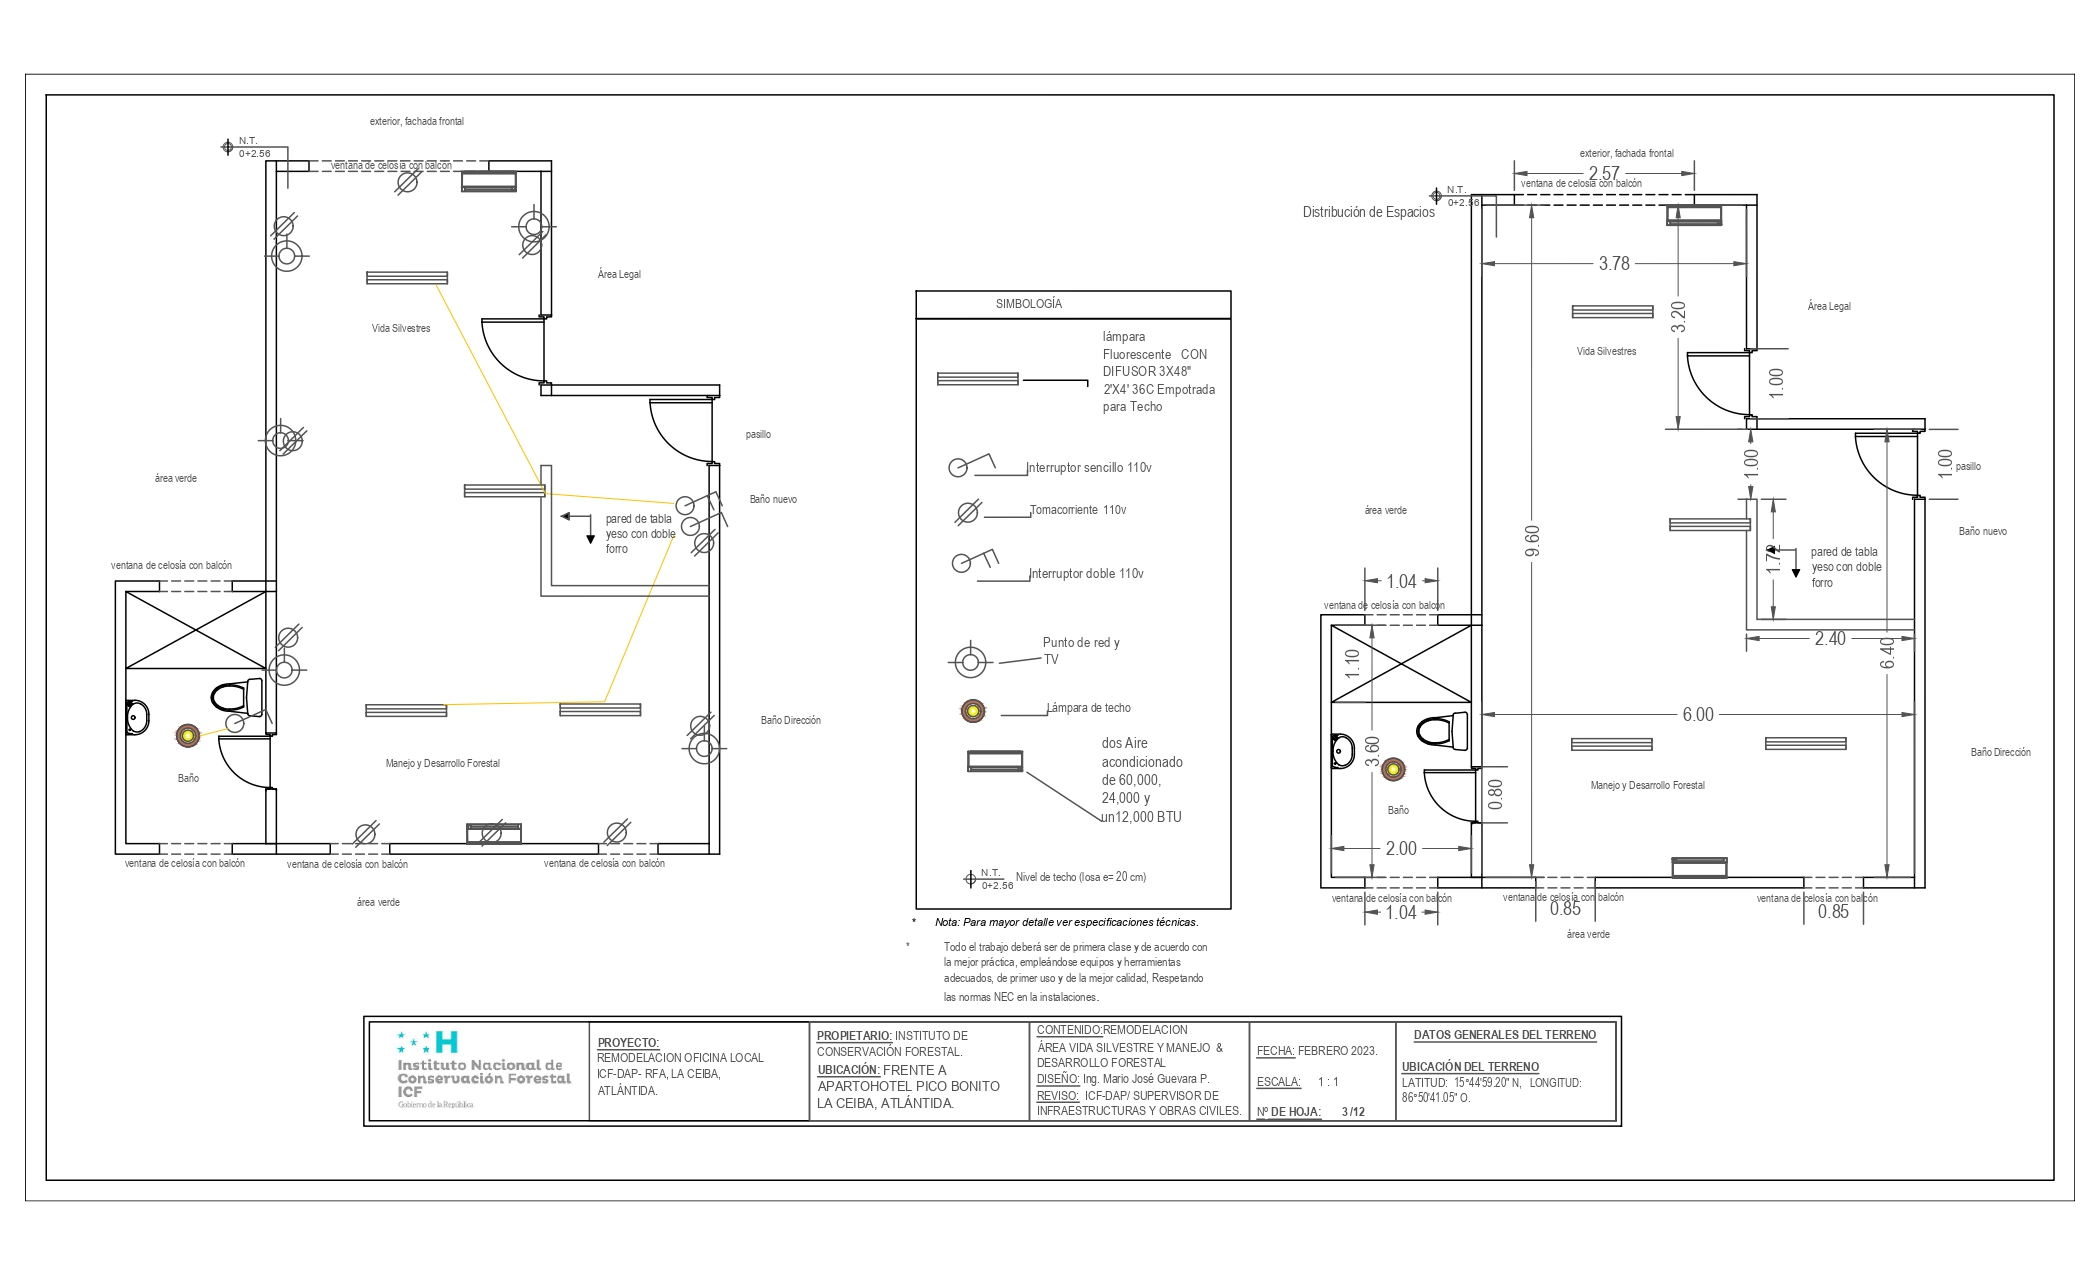 exterior, fachada frontal
N.T.
0+2.56
ventana de celosía con balcón
Área Legal
Vida Silvestres
pasillo
área verde
Baño nuevo
pared de tabla
yeso con doble
forro
ventana de celosía con balcón
Baño Dirección
Manejo y Desarrollo Forestal
Baño
ventana de celosía con balcón
ventana de celosía con balcón
ventana de celosía con balcón
área verde
SIMBOLOGÍA
lámpara
Fluorescente CON
DIFUSOR 3X48"
2'X4' 36C Empotrada
para Techo
Interruptor sencillo 110v
Tomacorriente 110v
Interruptor doble 110v
Punto de red y
TV
Lámpara de techo
dos Aire
acondicionado
de 60,000,
24,000 y
un12,000 BTU
N.T.
0+2.56
Nivel de techo (losa e= 20 cm)
* Nota: Para mayor detalle ver especificaciones técnicas.
* Todo el trabajo deberá ser de primera clase y de acuerdo con
la mejor práctica, empleándose equipos y herramientas
adecuados, de primer uso y de la mejor calidad, Respetando
las normas NEC en la instalaciones.
exterior, fachada frontal
2.57
ventana de celosía con balcón
N.T.
0+2.56
Distribución de Espacios
3.78
3.20
Área Legal
Vida Silvestres
1.00
1.00
1.00
pasillo
área verde
Baño nuevo
9.60
1.72
pared de tabla
yeso con doble
forro
1.04
ventana de celosía con balcón
2.40
6.40
1.10
6.00
3.60
Baño Dirección
Manejo y Desarrollo Forestal
0.80
Baño
2.00
ventana de celosía con balcón
ventana de celosía con balcón
ventana de celosía con balcón
1.04
0.85
0.85
área verde
H
Instituto Nacional de
Conservación Forestal
ICF
Gobierno de la República
PROYECTO:
REMODELACION OFICINA LOCAL
ICF-DAP- RFA, LA CEIBA,
ATLÁNTIDA.
PROPIETARIO: INSTITUTO DE
CONSERVACIÓN FORESTAL.
UBICACIÓN: FRENTE A
APARTOHOTEL PICO BONITO
LA CEIBA, ATLÁNTIDA.
CONTENIDO:REMODELACION
ÁREA VIDA SILVESTRE Y MANEJO &
DESARROLLO FORESTAL
DISEÑO: Ing. Mario José Guevara P.
REVISO: ICF-DAP/ SUPERVISOR DE
INFRAESTRUCTURAS Y OBRAS CIVILES.
FECHA: FEBRERO 2023.
ESCALA: 1 : 1
Nº DE HOJA: 3 /12
DATOS GENERALES DEL TERRENO
UBICACIÓN DEL TERRENO
LATITUD: 15°44'59.20" N, LONGITUD:
86°50'41.05" O.